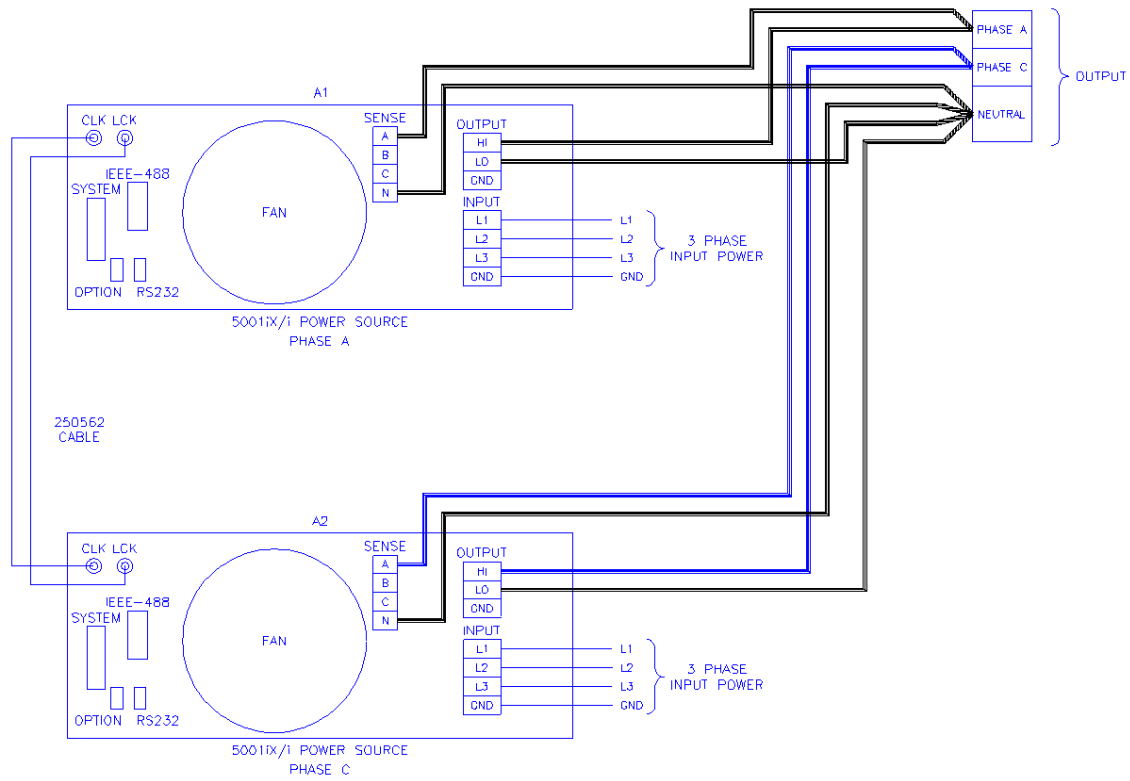 PHASE A
PHASE C
NEUTRAL
OUTPUT
A1
CLK LCK
SENSE
A
B
C
N
OUTPUT
HI
LO
GND
IEEE-488
SYSTEM
FAN
INPUT
L1
L2
L3
GND
L1
L2
L3
GND
3 PHASE
INPUT POWER
OPTION RS232
5001iX/i POWER SOURCE
PHASE A
250562
CABLE
A2
CLK LCK
SENSE
A
B
C
N
OUTPUT
HI
LO
GND
IEEE-488
SYSTEM
FAN
INPUT
L1
L2
L3
GND
L1
L2
L3
GND
3 PHASE
INPUT POWER
OPTION RS232
5001iX/i POWER SOURCE
PHASE C